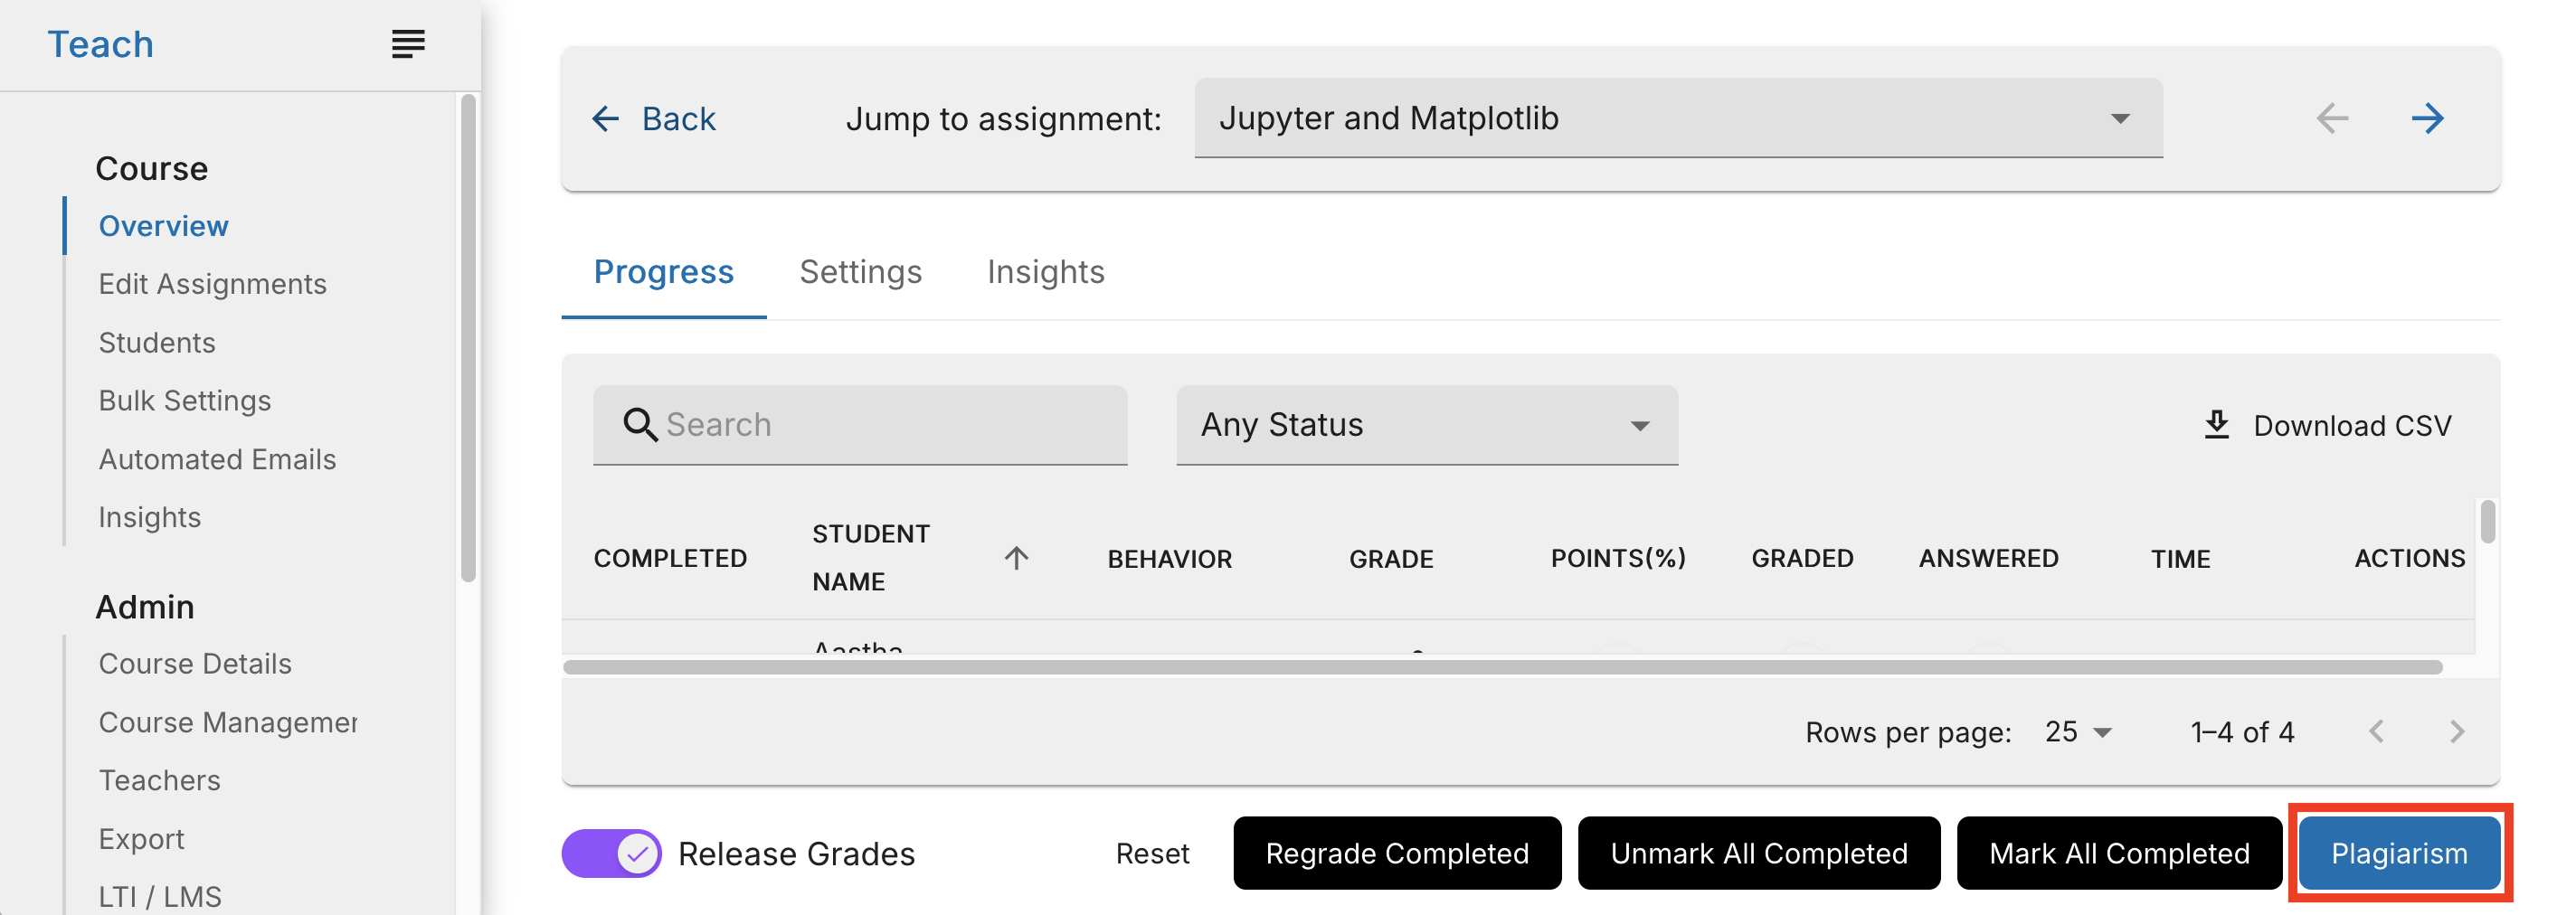 Teach
Course
Overview
Edit Assignments
Students
Bulk Settings
Automated Emails
Insights
Admin
Course Details
Course Managemer
Teachers
Export
LTI / LMS
Back
Jump to assignment:
Jupyter and Matplotlib
Progress
Settings
Insights
Search
Any Status
Download CSV
COMPLETED
STUDENT
NAME
BEHAVIOR
GRADE
POINTS(%)
GRADED
ANSWERED
TIME
ACTIONS
Aastha
Rows per page:
25
1–4 of 4
Release Grades
Reset
Regrade Completed
Unmark All Completed
Mark All Completed
Plagiarism